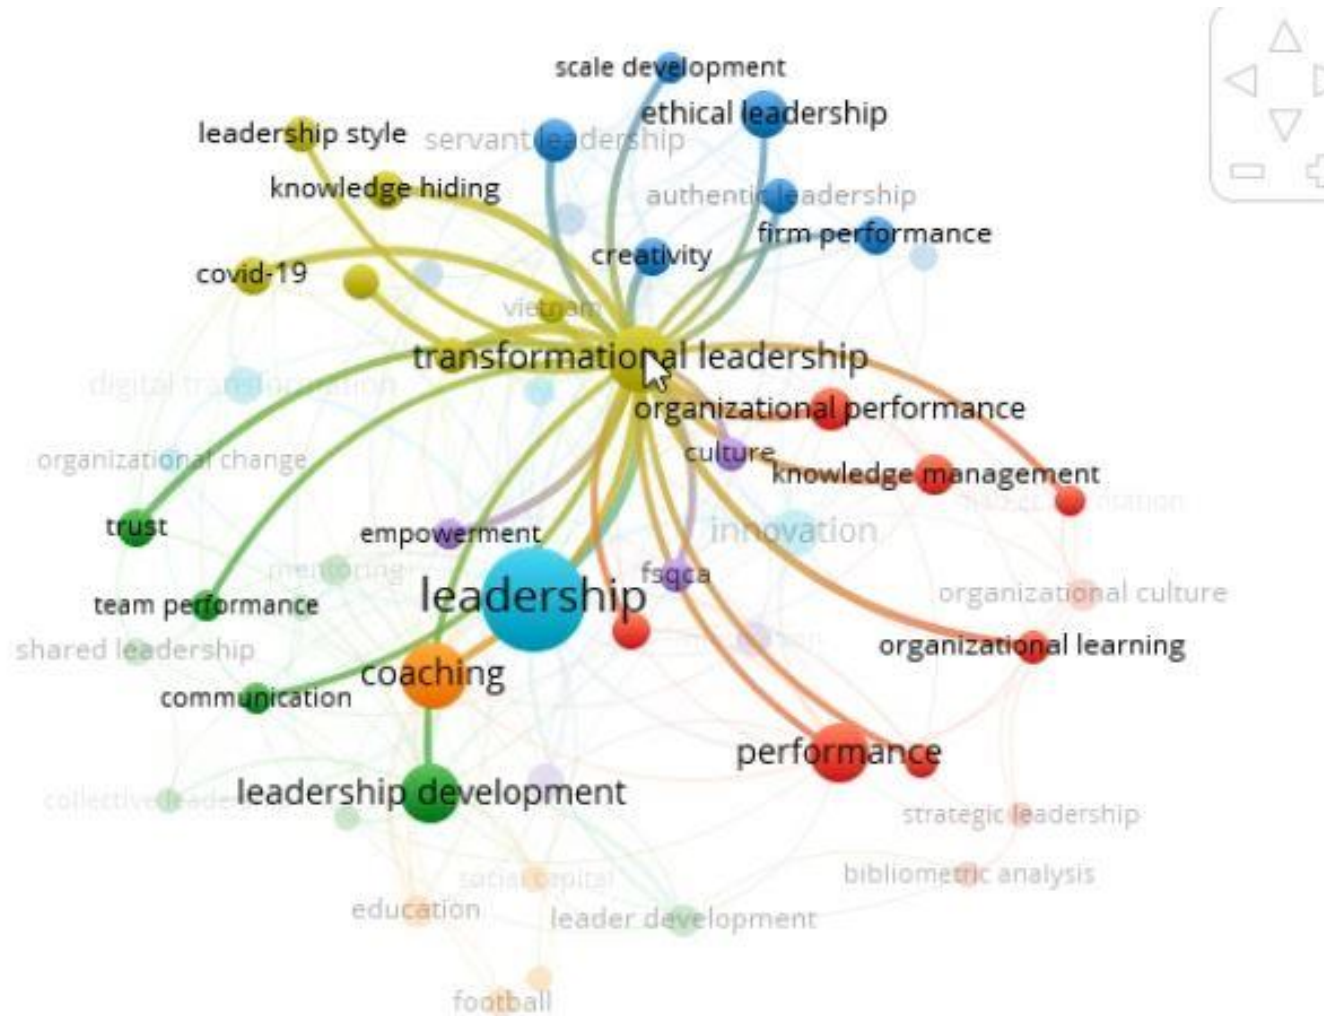 scale development
ethical leadership
leadership style
servant leadership
knowledge hiding
authentic leadership
firm performance
creativity
covid-19
vietnam
transformational leadership
digital transformation
organizational performance
culture
organizational change
knowledge management
trust
empowerment
innovation
mentoring
fsqca
leadership
organizational culture
team performance
shared leadership
organizational learning
coaching
communication
performance
leadership development
strategic leadership
social capital
bibliometric analysis
education
leader development
football